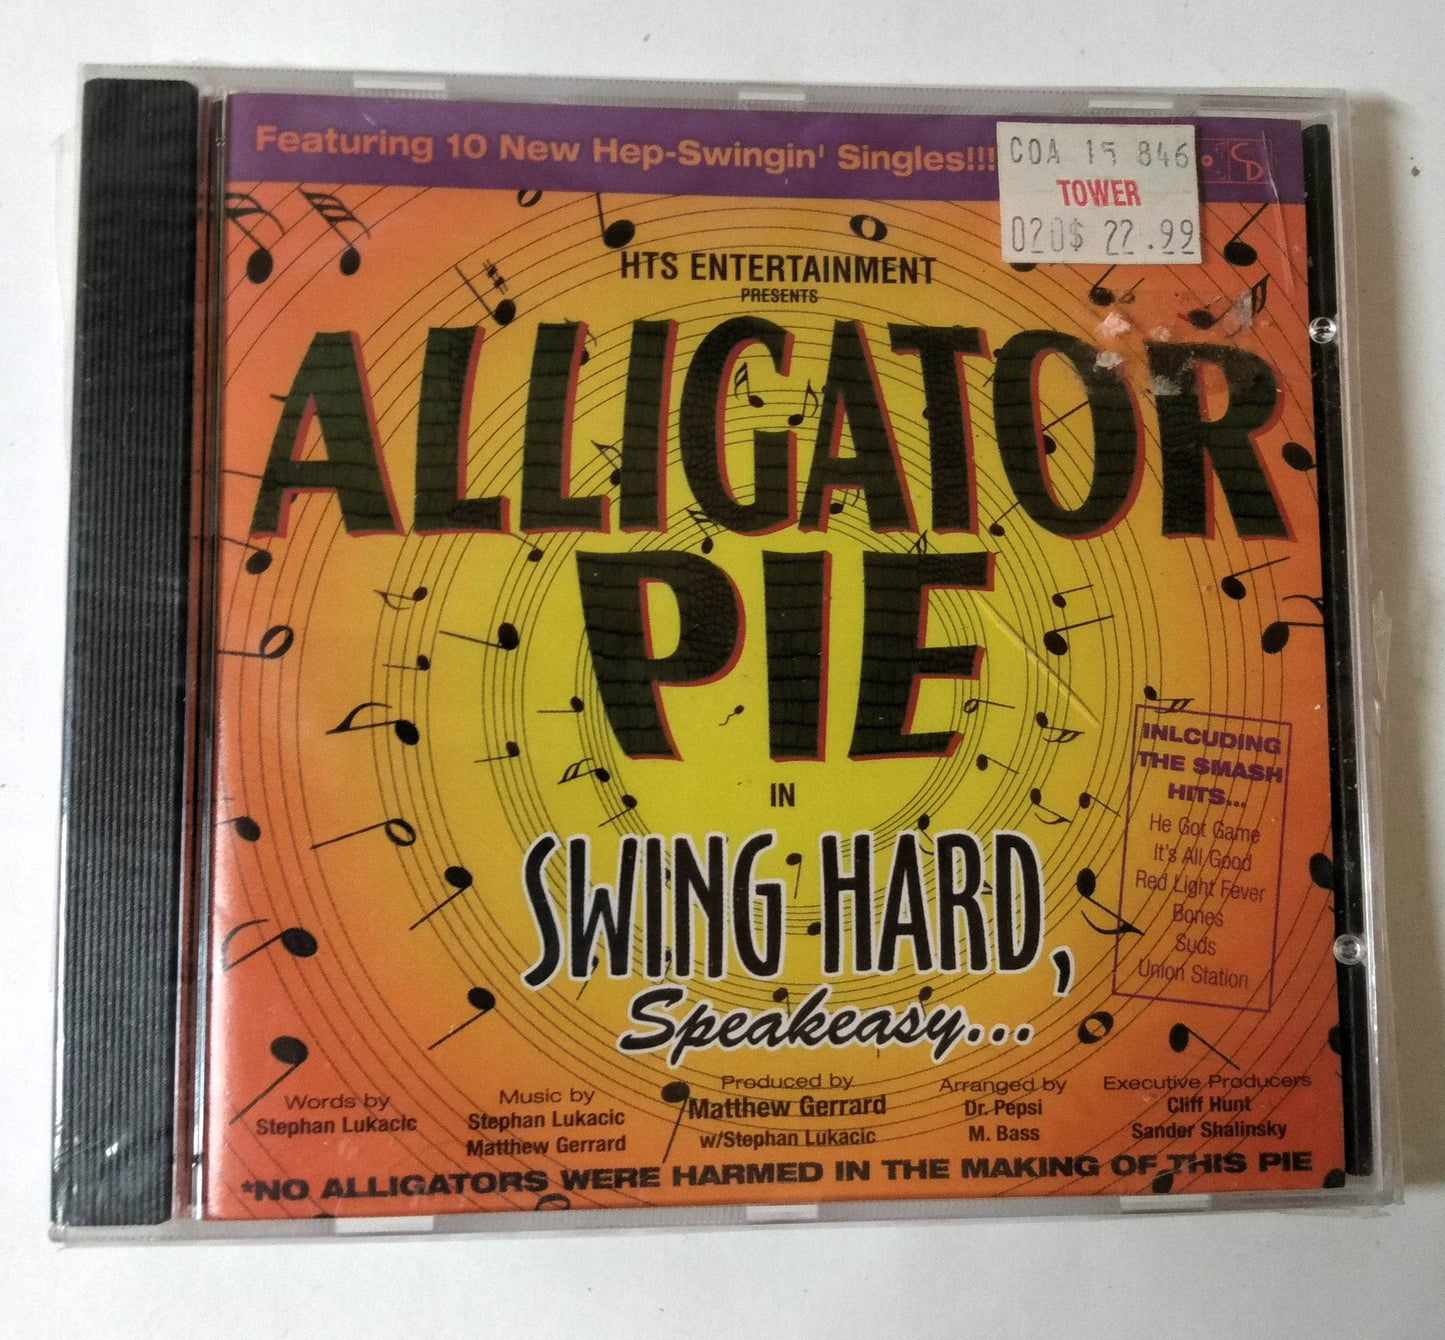 Featuring 10 New Hep-Swingin' Singles!!!
COA 15 846
TOWER
020$ 22.99
CD
HTS ENTERTAINMENT
PRESENTS
ALLIGATOR
PIE
IN
SWING HARD,
Speakeasy...
INLCUDING
THE SMASH
HITS...
He Got Game
It's All Good
Red Light Fever
Bones
Suds
Union Station
Words by
Stephan Lukacic
Music by
Stephan Lukacic
Matthew Gerrard
Produced by
Matthew Gerrard
w/Stephan Lukacic
Arranged by
Dr. Pepsi
M. Bass
Executive Producers
Cliff Hunt
Sander Shalinsky
*NO ALLIGATORS WERE HARMED IN THE MAKING OF THIS PIE